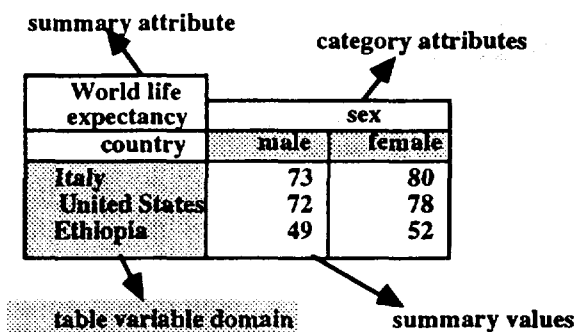 summary attribute
category attributes
World life
expectancy
sex
country male female
Italy 73 80
United States 72 78
Ethiopia 49 52
table variable domain
summary values